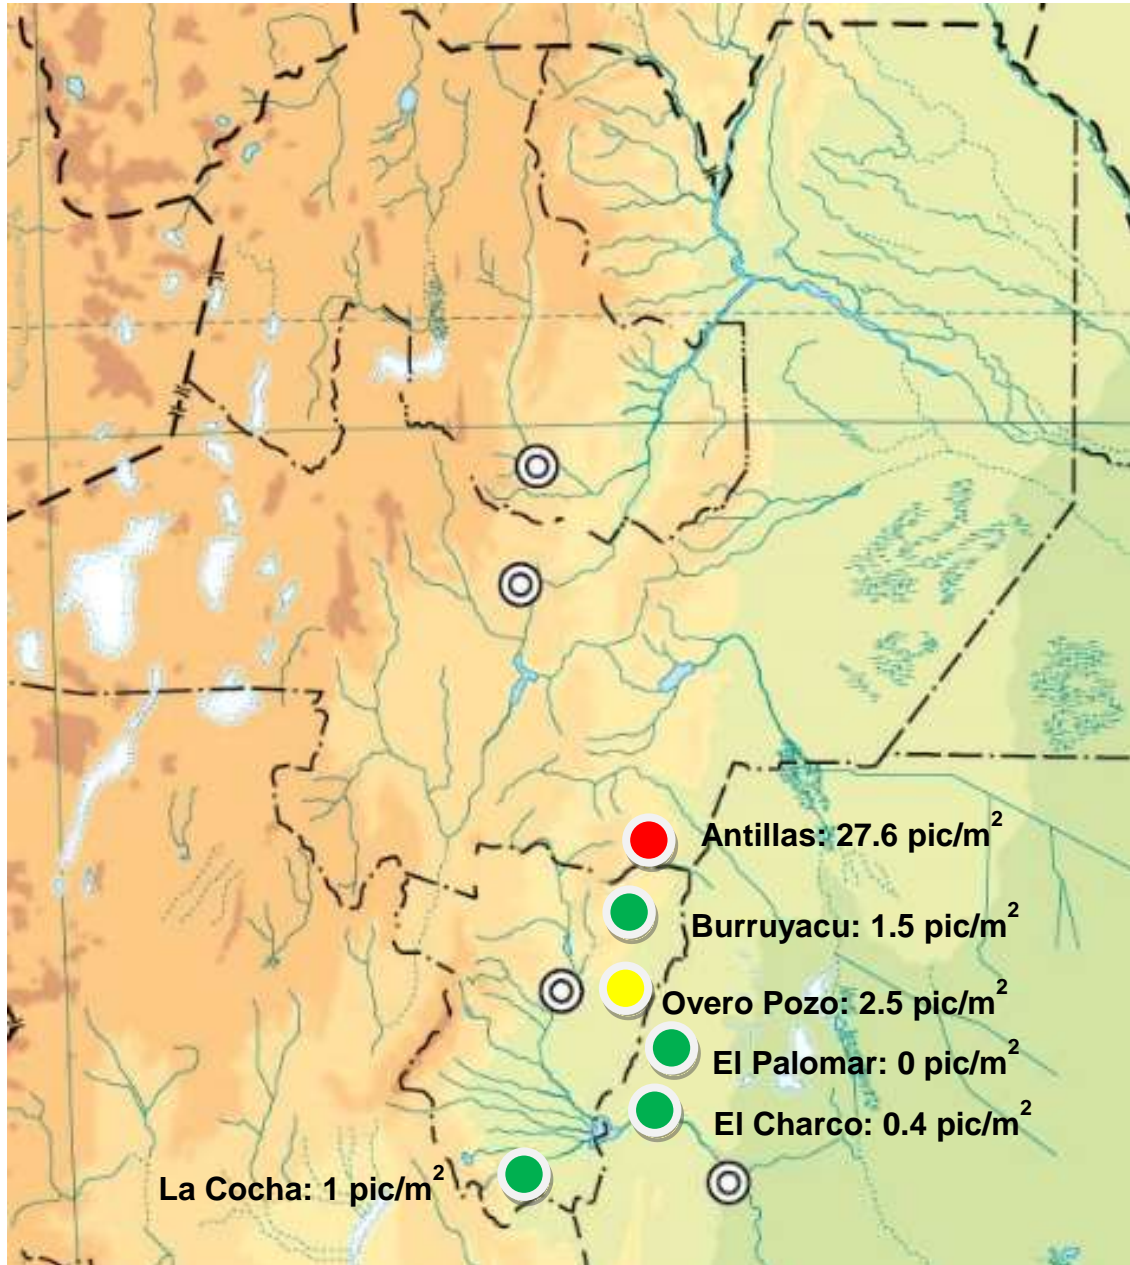 Antillas: 27.6 pic/m²
Burruyacu: 1.5 pic/m²
Overo Pozo: 2.5 pic/m²
El Palomar: 0 pic/m²
El Charco: 0.4 pic/m²
La Cocha: 1 pic/m²